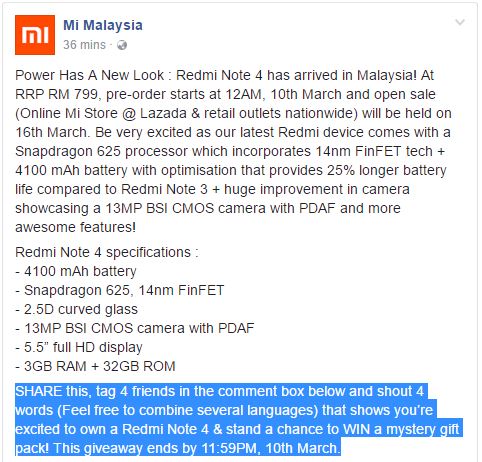 mi
Mi Malaysia
36 mins ·
Power Has A New Look : Redmi Note 4 has arrived in Malaysia! At
RRP RM 799, pre-order starts at 12AM, 10th March and open sale
(Online Mi Store @ Lazada & retail outlets nationwide) will be held on
16th March. Be very excited as our latest Redmi device comes with a
Snapdragon 625 processor which incorporates 14nm FinFET tech +
4100 mAh battery with optimisation that provides 25% longer battery
life compared to Redmi Note 3 + huge improvement in camera
showcasing a 13MP BSI CMOS camera with PDAF and more
awesome features!
Redmi Note 4 specifications :
- 4100 mAh battery
- Snapdragon 625, 14nm FinFET
- 2.5D curved glass
- 13MP BSI CMOS camera with PDAF
- 5.5” full HD display
- 3GB RAM + 32GB ROM
SHARE this, tag 4 friends in the comment box below and shout 4
words (Feel free to combine several languages) that shows you're
excited to own a Redmi Note 4 & stand a chance to WIN a mystery gift
pack! This giveaway ends by 11:59PM, 10th March.